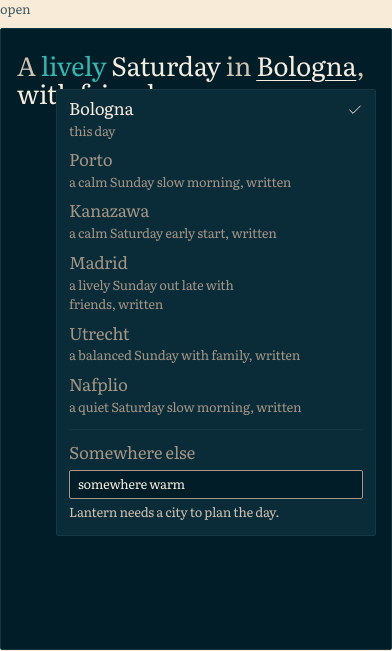 open
A lively Saturday in Bologna,
with friend
Bologna
this day
Porto
a calm Sunday slow morning, written
Kanazawa
a calm Saturday early start, written
Madrid
a lively Sunday out late with
friends, written
Utrecht
a balanced Sunday with family, written
Nafplio
a quiet Saturday slow morning, written
Somewhere else
somewhere warm
Lantern needs a city to plan the day.